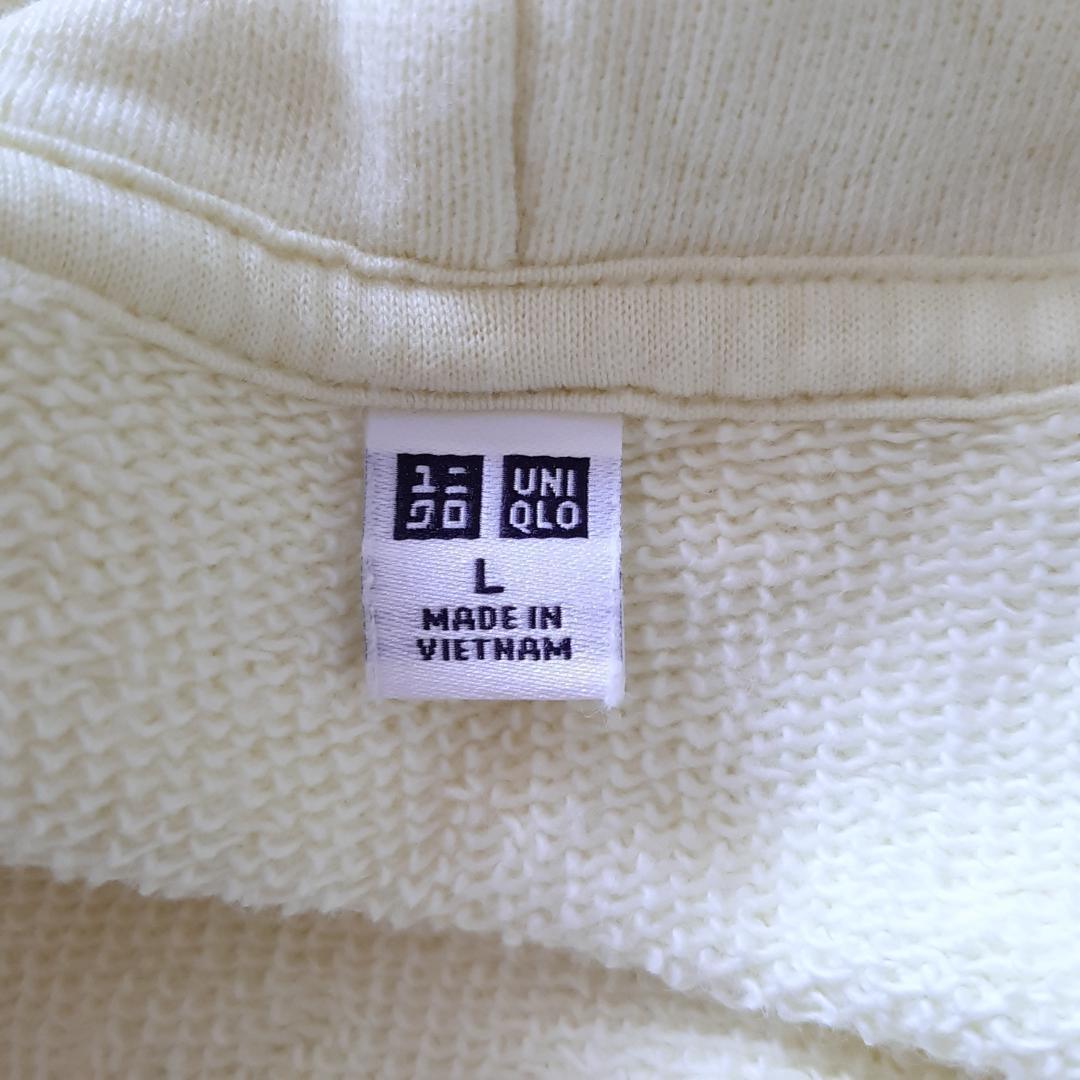 ユニ UNI
クロ QLO
L
MADE IN
VIETNAM